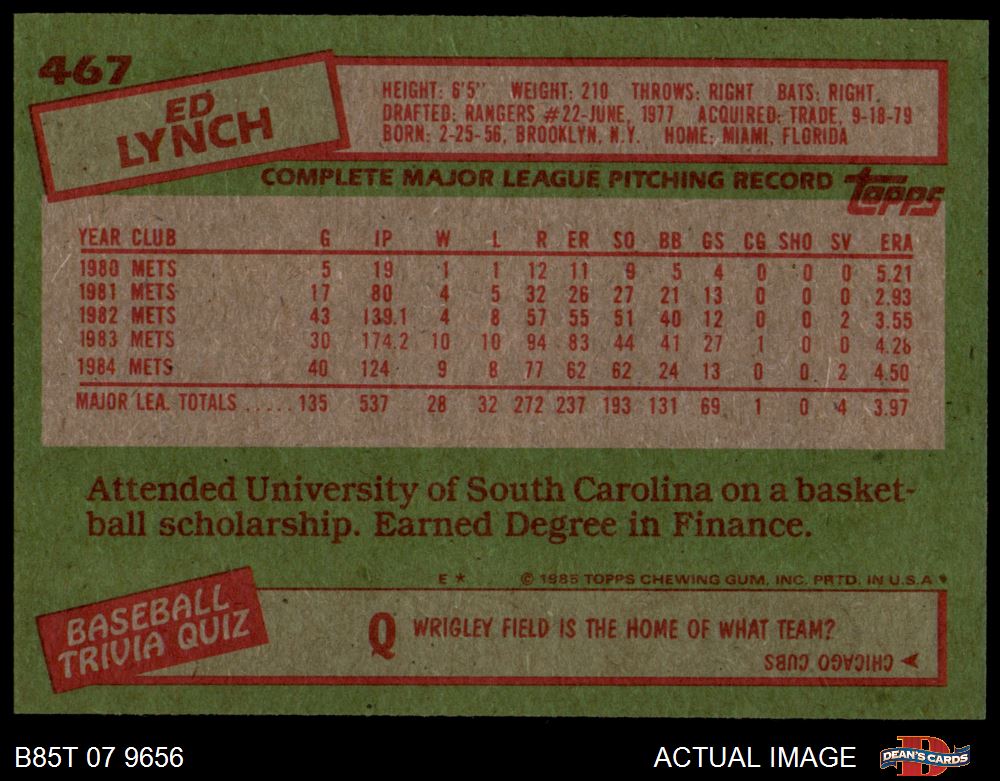 467
ED
LYNCH
HEIGHT: 6'5" WEIGHT: 210 THROWS: RIGHT BATS: RIGHT
DRAFTED: RANGERS #22-JUNE, 1977 ACQUIRED: TRADE, 9-18-79
BORN: 2-25-56, BROOKLYN, N.Y. HOME: MIAMI, FLORIDA
COMPLETE MAJOR LEAGUE PITCHING RECORD
topps
YEAR CLUB G IP W L R ER SO BB GS CG SHO SV ERA
1980 METS 5 19 1 1 12 11 9 5 4 0 0 0 5.21
1981 METS 17 80 4 5 32 26 27 21 13 0 0 0 2.93
1982 METS 43 139.1 4 8 57 55 51 40 12 0 0 2 3.55
1983 METS 30 174.2 10 10 94 83 44 41 27 1 0 0 4.28
1984 METS 40 124 9 8 77 62 62 24 13 0 0 2 4.50
MAJOR LEA. TOTALS ..... 135 537 28 32 272 237 193 131 69 1 0 4 3.97
Attended University of South Carolina on a basket-
ball scholarship. Earned Degree in Finance.
E * © 1985 TOPPS CHEWING GUM, INC. PRTD. IN U.S.A.
BASEBALL
TRIVIA QUIZ
Q WRIGLEY FIELD IS THE HOME OF WHAT TEAM?
CHICAGO CUBS
B85T 07 9656
ACTUAL IMAGE
D
DEAN'S CARDS